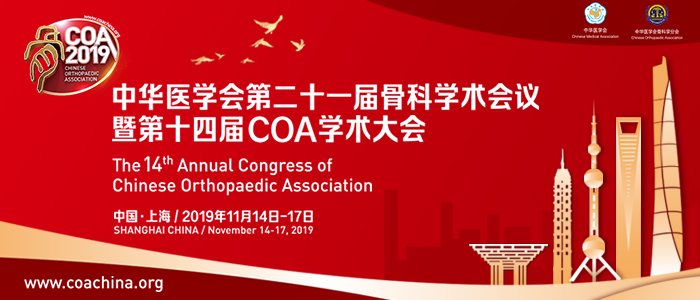 www.coachina.org
COA
2019
CHINESE
ORTHOPAEDIC
ASSOCIATION
中华医学会
Chinese Medical Association
中华医学会骨科学分会
Chinese Orthopaedic Association
中华医学会第二十一届骨科学术会议
暨第十四届COA学术大会
The 14th Annual Congress of
Chinese Orthopaedic Association
中国·上海 / 2019年11月14日-17日
SHANGHAI CHINA / November 14-17, 2019
www.coachina.org